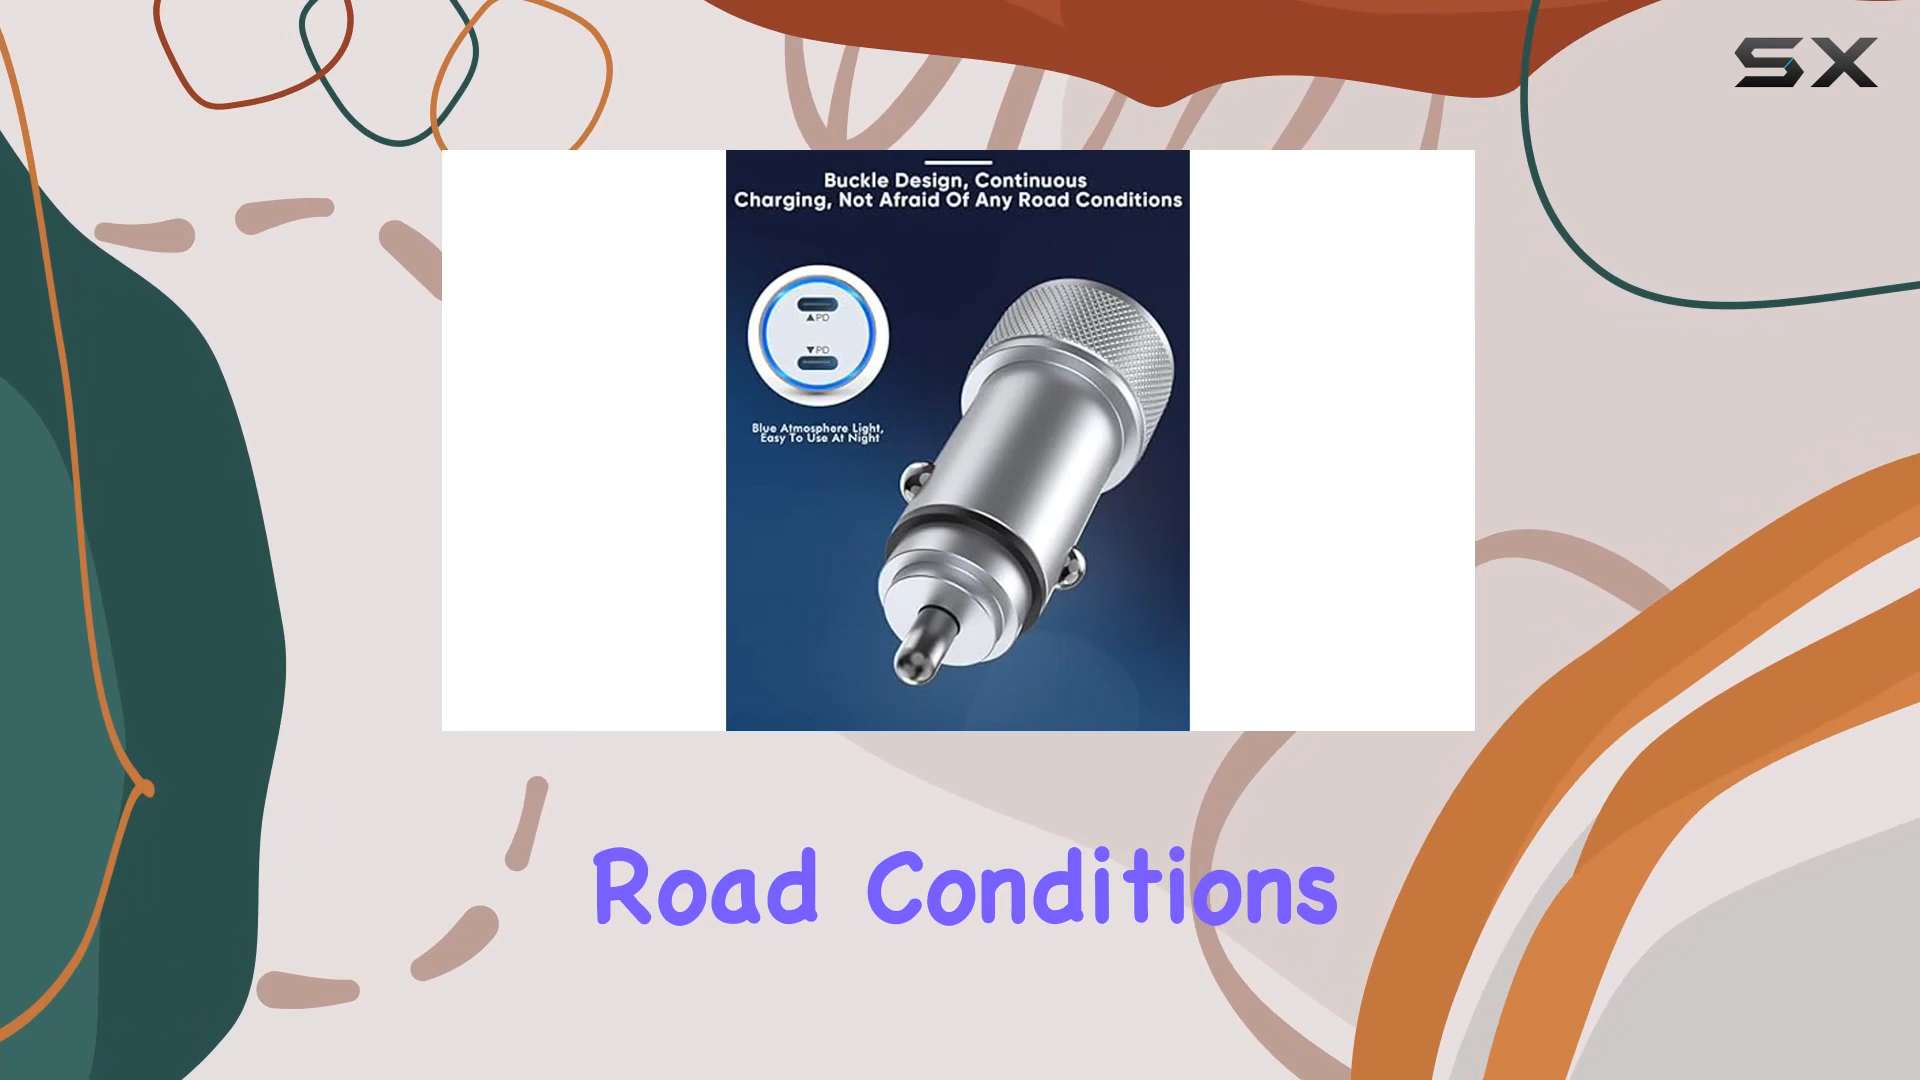 SX
Buckle Design, Continuous
Charging, Not Afraid Of Any Road Conditions
▲PD
▼PD
Blue Atmosphere Light,
Easy To Use At Night
Road Conditions